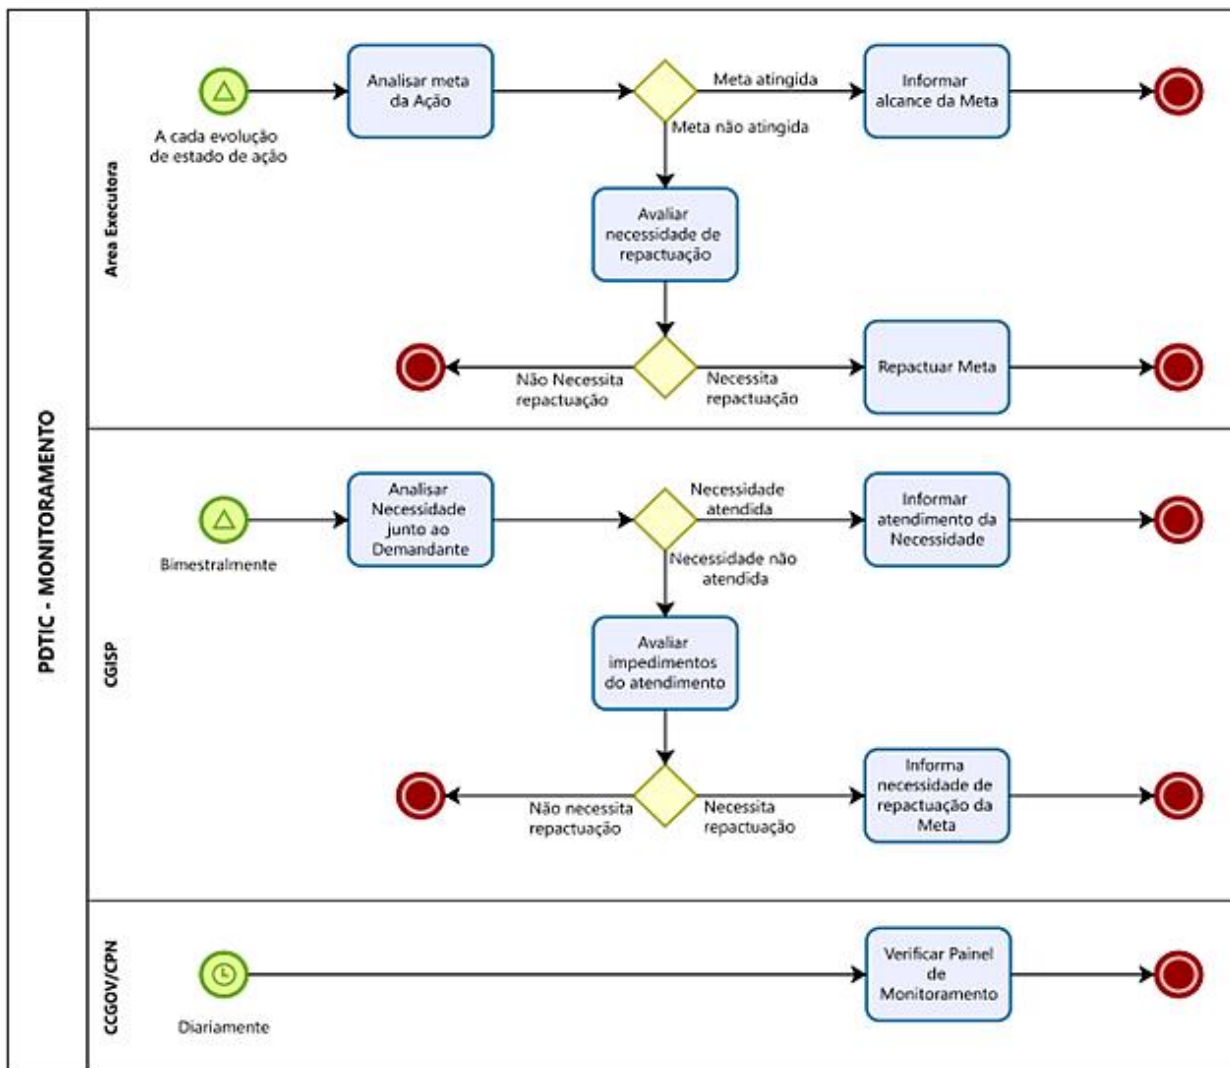 PDTIC - MONITORAMENTO
Area Executora
A cada evolução
de estado de ação
Analisar meta
da Ação
Meta atingida
Meta não atingida
Informar
alcance da Meta
Avaliar
necessidade de
repactuação
Não Necessita
repactuação
Necessita
repactuação
Repactuar Meta
CGISP
Bimestralmente
Analisar
Necessidade
junto ao
Demandante
Necessidade
atendida
Necessidade não
atendida
Informar
atendimento da
Necessidade
Avaliar
impedimentos
do atendimento
Não necessita
repactuação
Necessita
repactuação
Informa
necessidade de
repactuação da
Meta
CCGOV/CPN
Diariamente
Verificar Painel
de
Monitoramento